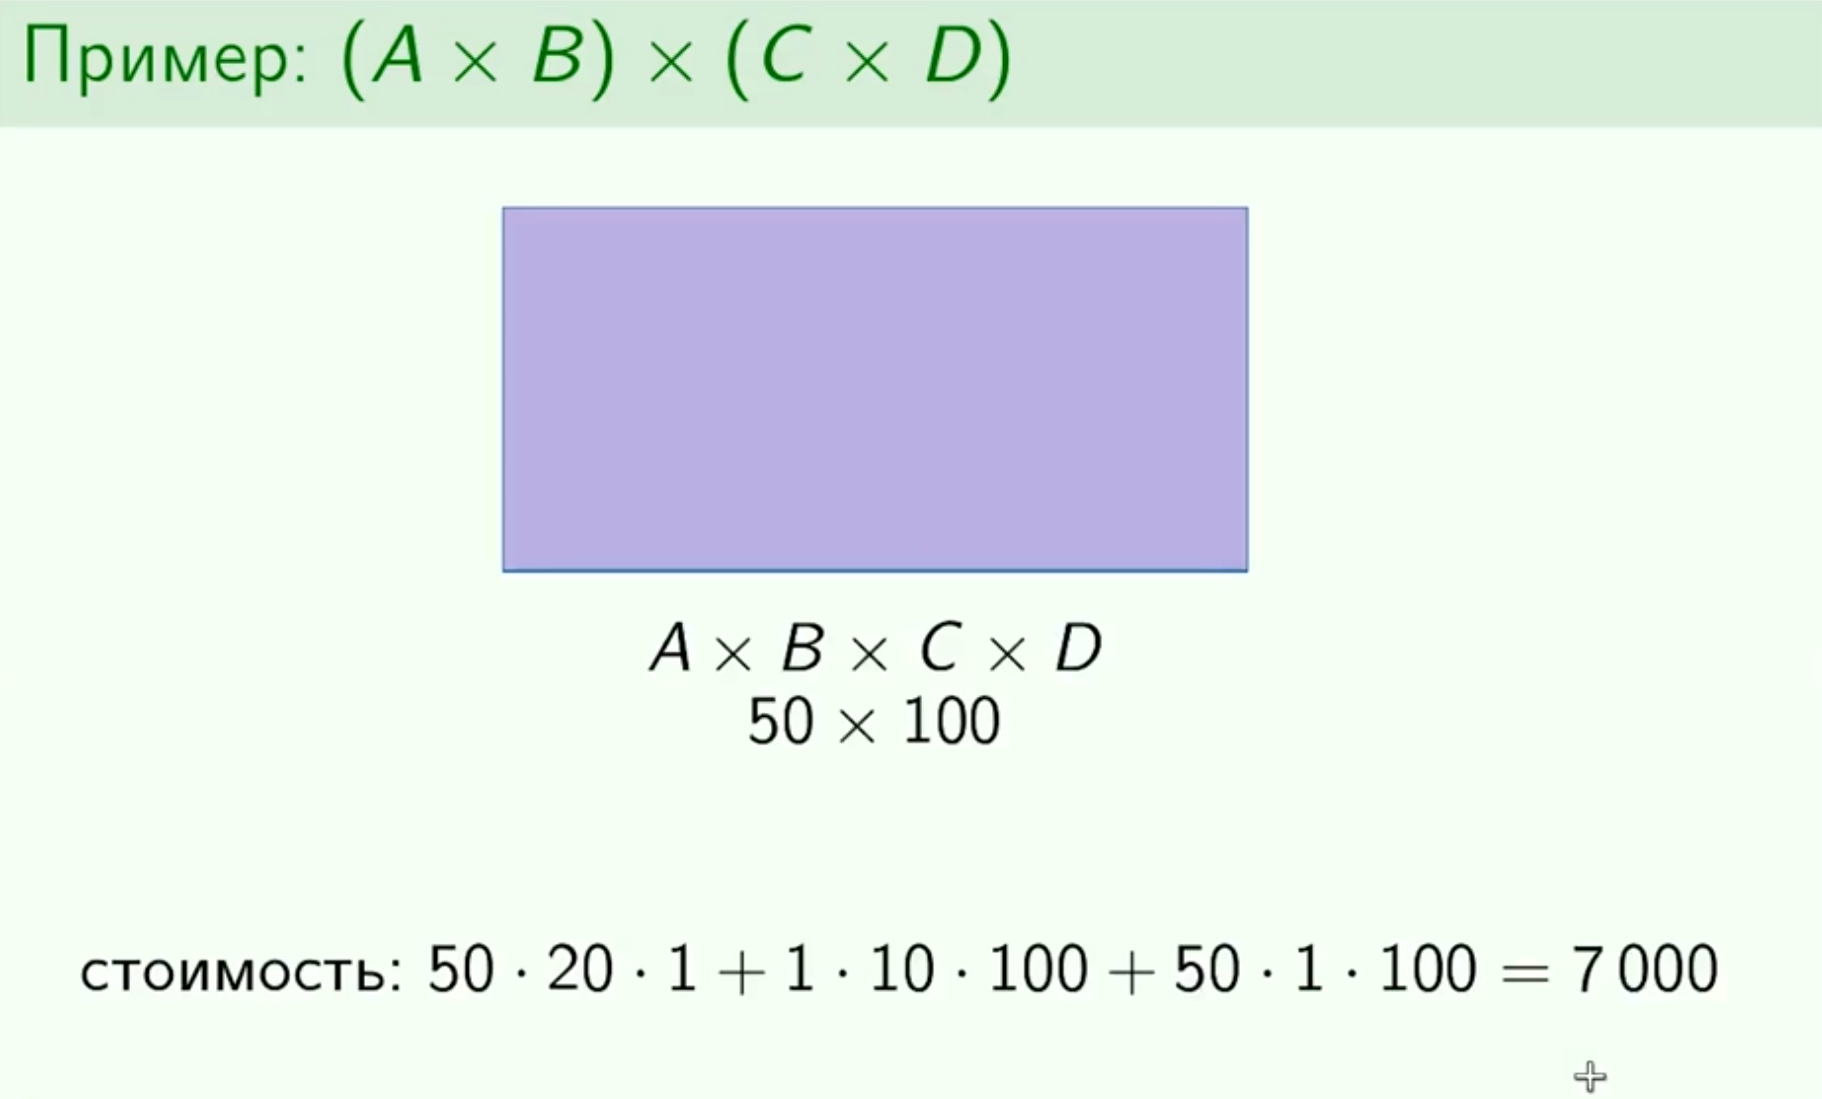 Пример: (A × B) × (C × D)
A × B × C × D
50 × 100
стоимость: 50 · 20 · 1 + 1 · 10 · 100 + 50 · 1 · 100 = 7 000